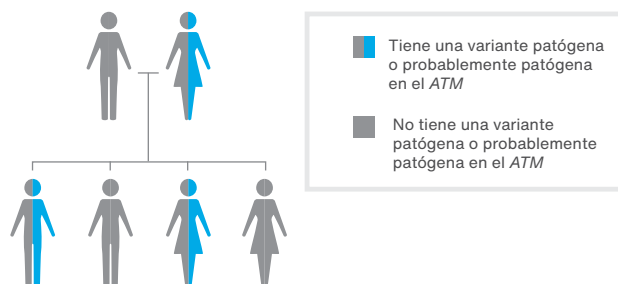 Tiene una variante patógena
o probablemente patógena
en el ATM
No tiene una variante
patógena o probablemente
patógena en el ATM